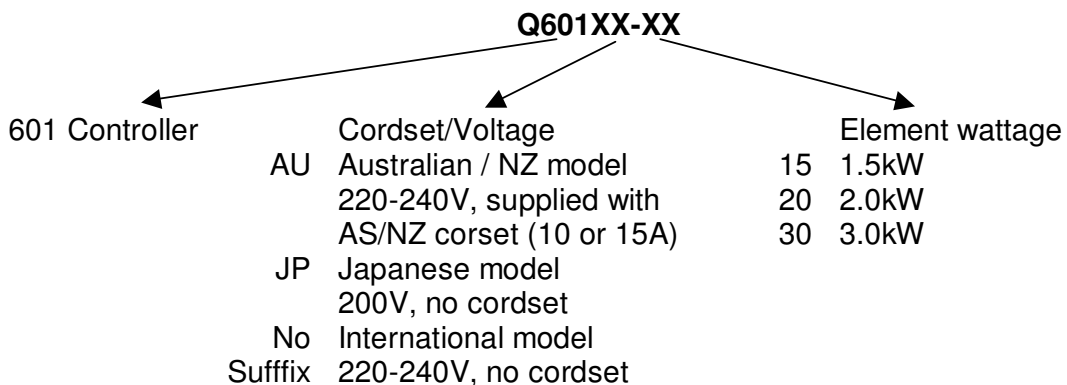 Q601XX-XX
601 Controller Cordset/Voltage Element wattage
AU Australian / NZ model 15 1.5kW
220-240V, supplied with 20 2.0kW
AS/NZ corset (10 or 15A) 30 3.0kW
JP Japanese model
200V, no cordset
No International model
Sufffix 220-240V, no cordset